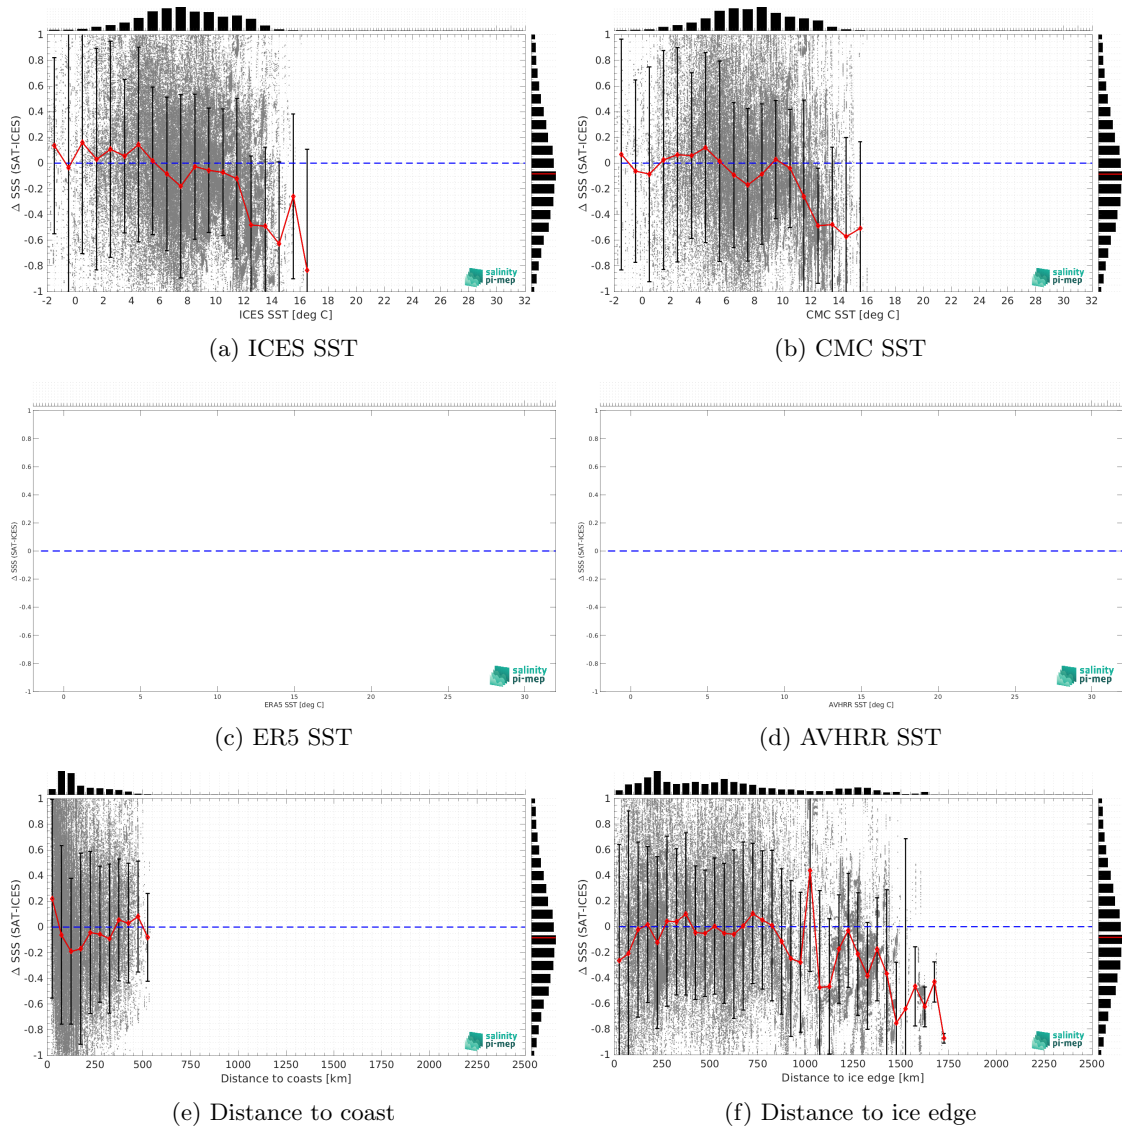 1
0.8
0.6
0.4
0.2
0
-0.2
-0.4
-0.6
-0.8
-1
Δ SSS (SAT-ICES)
-2 0 2 4 6 8 10 12 14 16 18 20 22 24 26 28 30 32
ICES SST [deg C]
salinity
pi-mep
(a) ICES SST
1
0.8
0.6
0.4
0.2
0
-0.2
-0.4
-0.6
-0.8
-1
Δ SSS (SAT-ICES)
-2 0 2 4 6 8 10 12 14 16 18 20 22 24 26 28 30 32
CMC SST [deg C]
salinity
pi-mep
(b) CMC SST
1
0.8
0.6
0.4
0.2
0
-0.2
-0.4
-0.6
-0.8
-1
Δ SSS (SAT-ICES)
0 5 10 15 20 25 30
ERA5 SST [deg C]
salinity
pi-mep
(c) ER5 SST
1
0.8
0.6
0.4
0.2
0
-0.2
-0.4
-0.6
-0.8
-1
Δ SSS (SAT-ICES)
0 5 10 15 20 25 30
AVHRR SST [deg C]
salinity
pi-mep
(d) AVHRR SST
1
0.8
0.6
0.4
0.2
0
-0.2
-0.4
-0.6
-0.8
-1
Δ SSS (SAT-ICES)
0 250 500 750 1000 1250 1500 1750 2000 2250 2500
Distance to coasts [km]
salinity
pi-mep
(e) Distance to coast
1
0.8
0.6
0.4
0.2
0
-0.2
-0.4
-0.6
-0.8
-1
Δ SSS (SAT-ICES)
0 250 500 750 1000 1250 1500 1750 2000 2250 2500
Distance to ice edge [km]
salinity
pi-mep
(f) Distance to ice edge